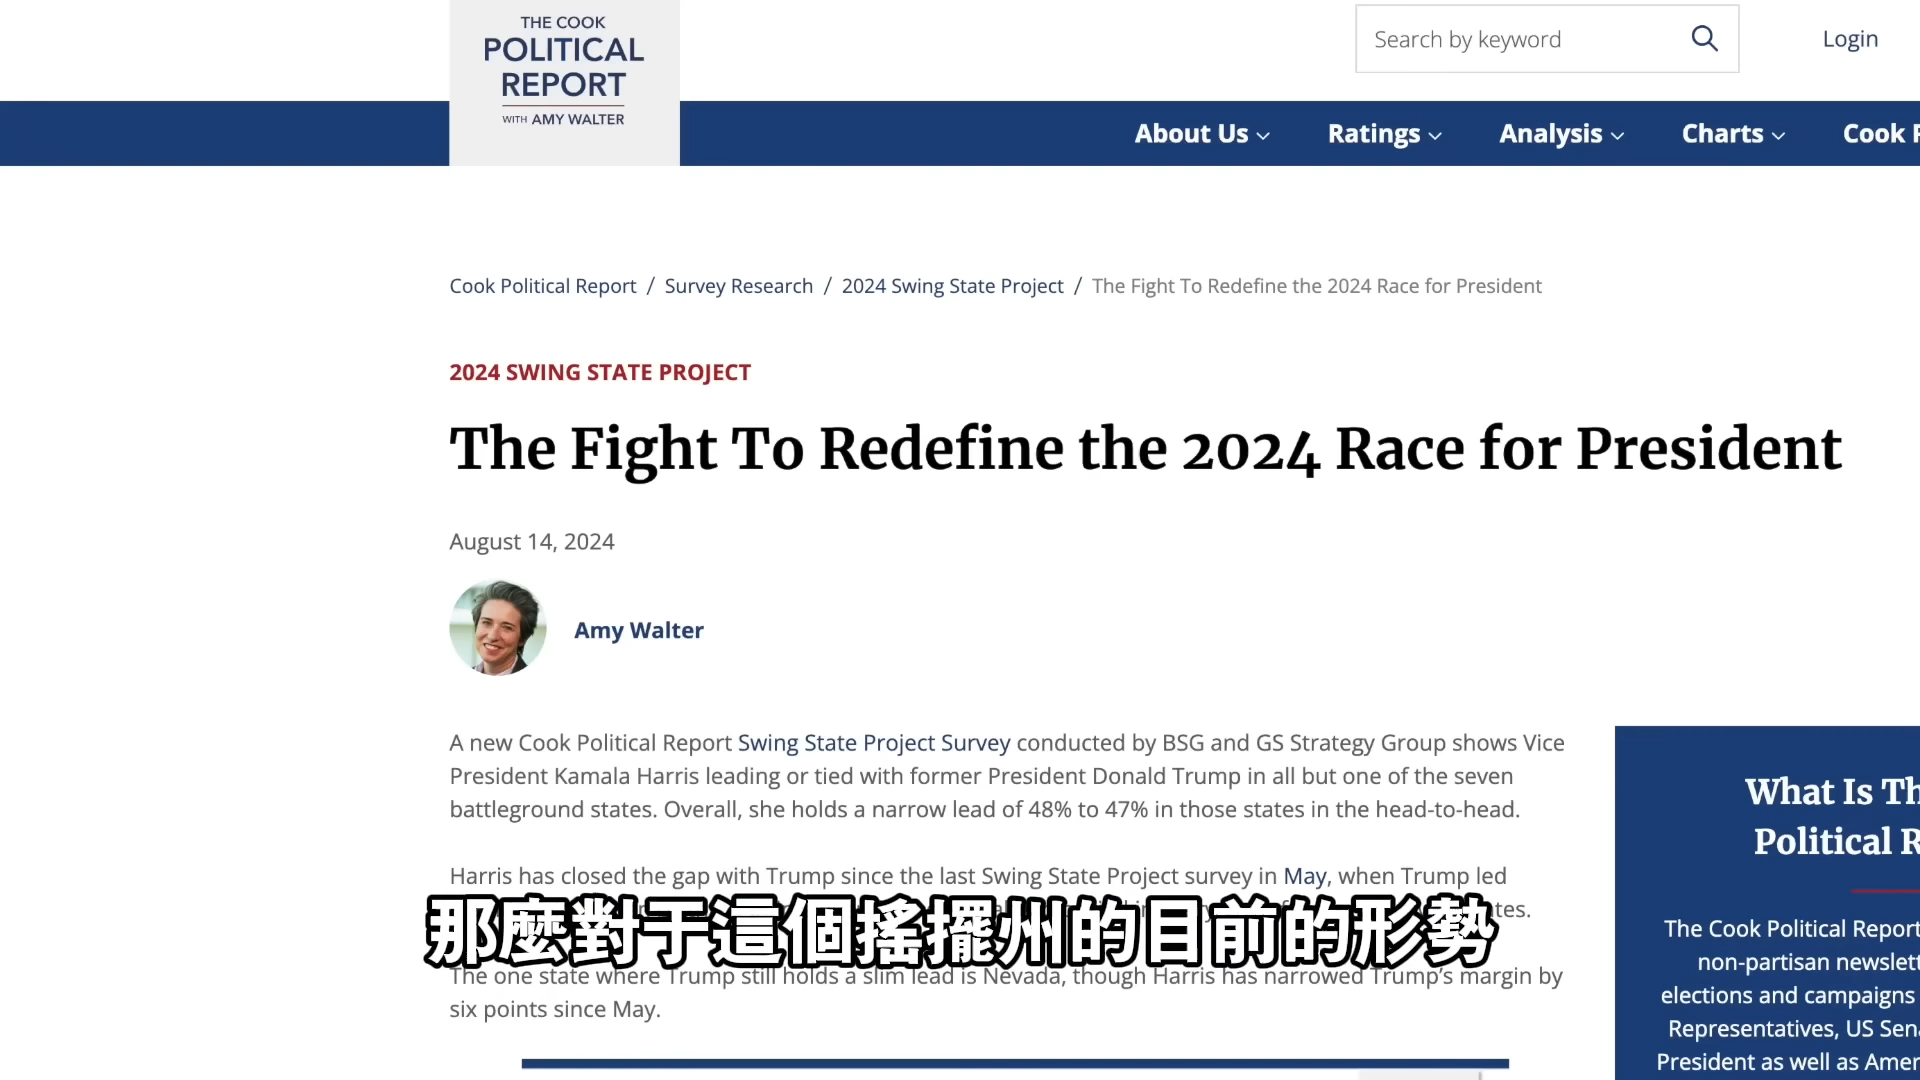 THE COOK
POLITICAL
REPORT
WITH AMY WALTER
Search by keyword
Login
About Us
Ratings
Analysis
Charts
Cook
Cook Political Report / Survey Research / 2024 Swing State Project / The Fight To Redefine the 2024 Race for President
2024 SWING STATE PROJECT
The Fight To Redefine the 2024 Race for President
August 14, 2024
Amy Walter
A new Cook Political Report Swing State Project Survey conducted by BSG and GS Strategy Group shows Vice
President Kamala Harris leading or tied with former President Donald Trump in all but one of the seven
battleground states. Overall, she holds a narrow lead of 48% to 47% in those states in the head-to-head.
Harris has closed the gap with Trump since the last Swing State Project survey in May, when Trump led
那麼對于這個搖擺州的目前的形勢
The one state where Trump still holds a slim lead is Nevada, though Harris has narrowed Trump's margin by
six points since May.
What Is
Political
The Cook Political Report
non-partisan
elections and campaigns
Representatives, US
President as well as